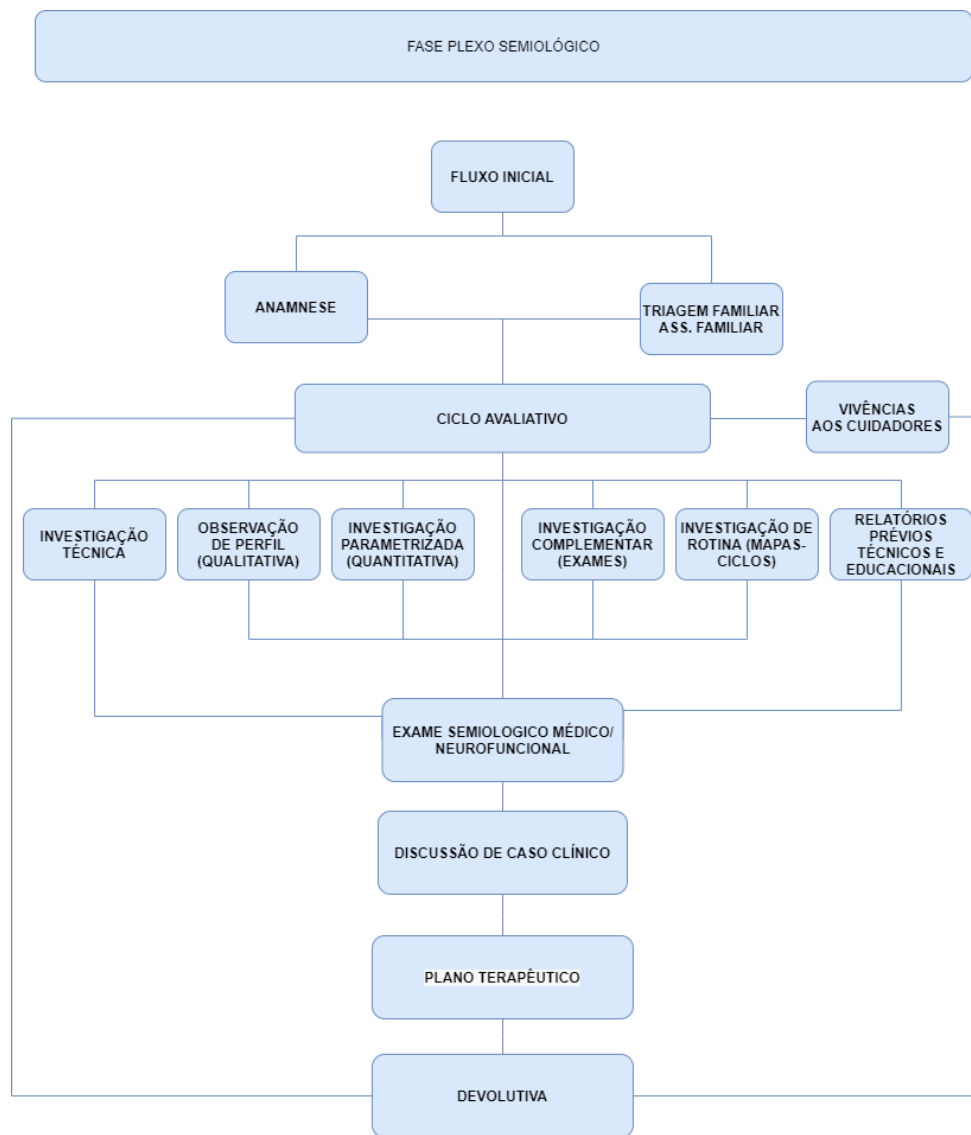 FASE PLEXO SEMIOLÓGICO
FLUXO INICIAL
ANAMNESE
TRIAGEM FAMILIAR
ASS. FAMILIAR
CICLO AVALIATIVO
VIVÊNCIAS
AOS CUIDADORES
INVESTIGAÇÃO
TÉCNICA
OBSERVAÇÃO
DE PERFIL
(QUALITATIVA)
INVESTIGAÇÃO
PARAMETRIZADA
(QUANTITATIVA)
INVESTIGAÇÃO
COMPLEMENTAR
(EXAMES)
INVESTIGAÇÃO DE
ROTINA (MAPAS-
CICLOS)
RELATÓRIOS
PRÉVIOS
TÉCNICOS E
EDUCACIONAIS
EXAME SEMIOLOGICO MÉDICO/
NEUROFUNCIONAL
DISCUSSÃO DE CASO CLÍNICO
PLANO TERAPÊUTICO
DEVOLUTIVA